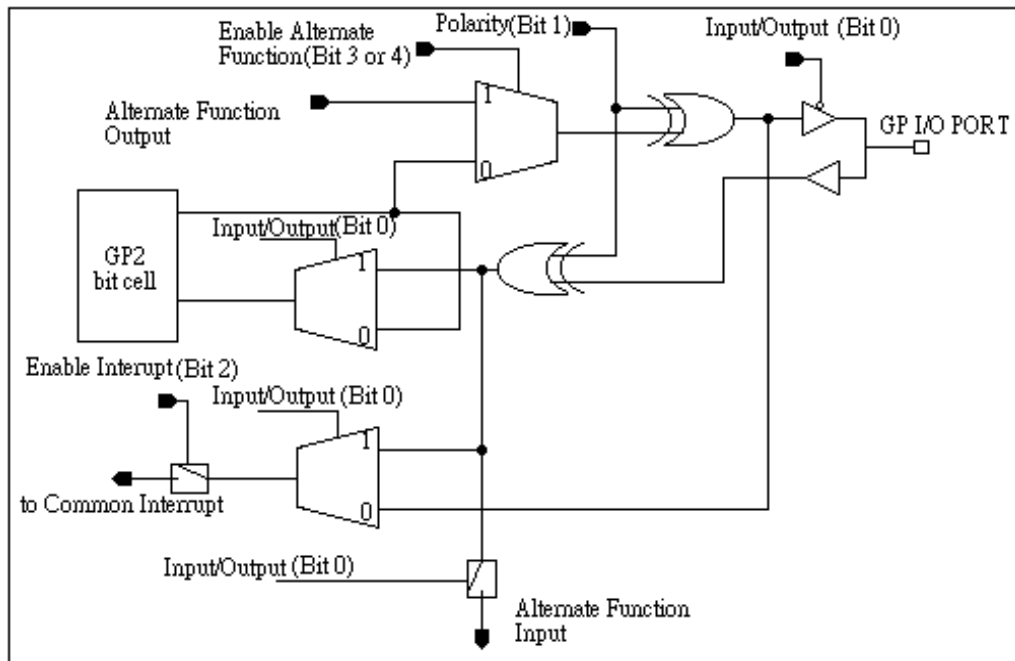 Polarity(Bit 1)
Enable Alternate
Function(Bit 3 or 4)
Input/Output (Bit 0)
1
Alternate Function
Output
GP I/O PORT
0
Input/Output(Bit 0)
GP2
bit cell
1
0
Enable Interupt(Bit 2)
Input/Output (Bit 0)
1
to Common Interrupt
0
Input/Output (Bit 0)
Alternate Function
Input